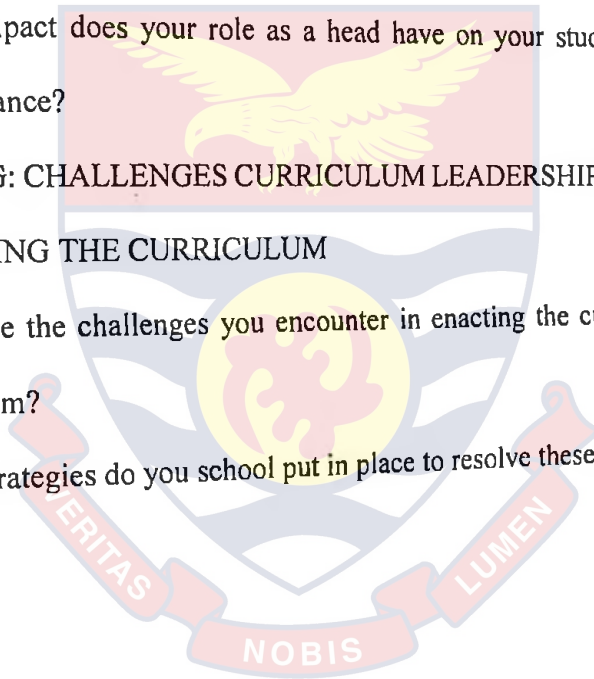 pact does your role as a head have on your stud
ance?
G: CHALLENGES CURRICULUM LEADERSHIP
ING THE CURRICULUM
e the challenges you encounter in enacting the cu
m?
rategies do you school put in place to resolve these
VERITAS
NOBIS
LUMEN